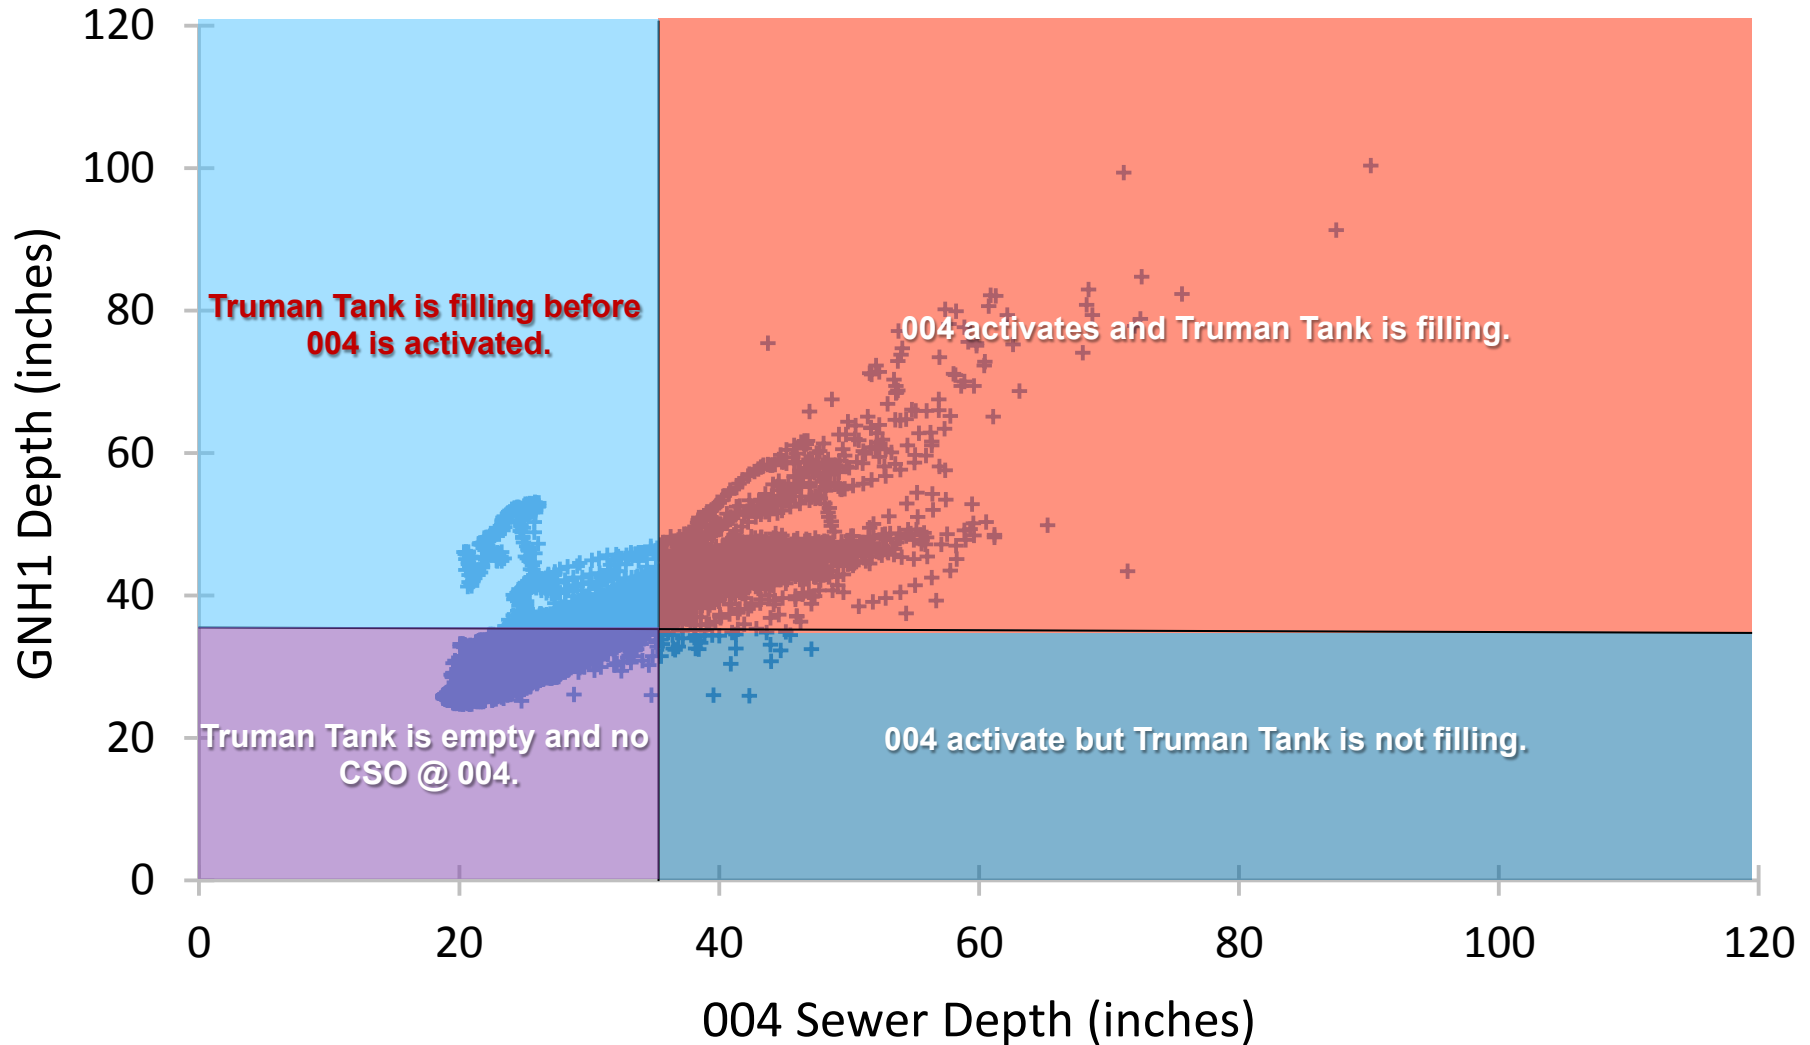 120
100
80
60
40
20
0
GNH1 Depth (inches)
Truman Tank is filling before
004 is activated.
004 activates and Truman Tank is filling.
Truman Tank is empty and no
CSO @ 004.
004 activate but Truman Tank is not filling.
0 20 40 60 80 100 120
004 Sewer Depth (inches)